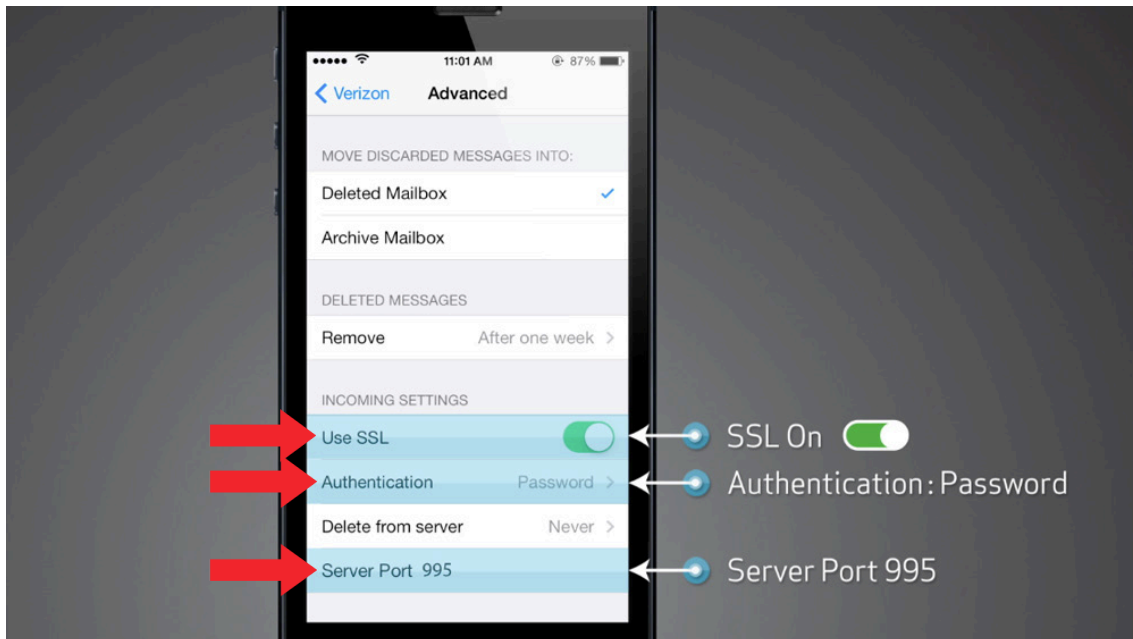 11:01 AM 87%
Verizon Advanced
MOVE DISCARDED MESSAGES INTO:
Deleted Mailbox
Archive Mailbox
DELETED MESSAGES
Remove After one week
INCOMING SETTINGS
Use SSL SSL On
Authentication Password Authentication: Password
Delete from server Never
Server Port 995 Server Port 995